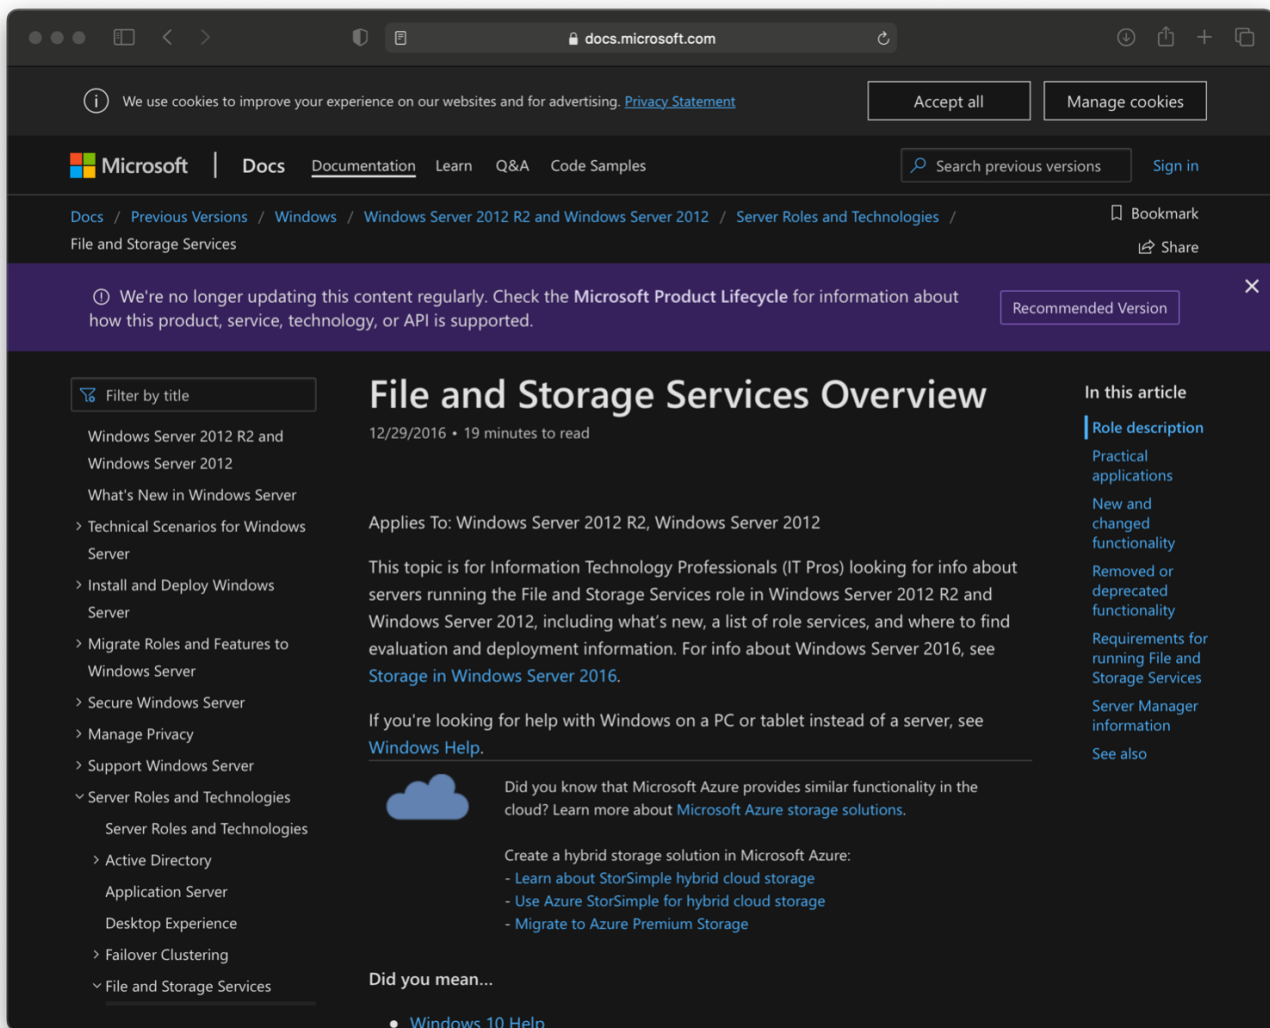 docs.microsoft.com
We use cookies to improve your experience on our websites and for advertising. Privacy Statement
Accept all
Manage cookies
Microsoft
Docs
Documentation
Learn
Q&A
Code Samples
Search previous versions
Sign in
Docs / Previous Versions / Windows / Windows Server 2012 R2 and Windows Server 2012 / Server Roles and Technologies /
File and Storage Services
Bookmark
Share
We're no longer updating this content regularly. Check the Microsoft Product Lifecycle for information about
how this product, service, technology, or API is supported.
Recommended Version
Filter by title
Windows Server 2012 R2 and
Windows Server 2012
What's New in Windows Server
Technical Scenarios for Windows
Server
Install and Deploy Windows
Server
Migrate Roles and Features to
Windows Server
Secure Windows Server
Manage Privacy
Support Windows Server
Server Roles and Technologies
Server Roles and Technologies
Active Directory
Application Server
Desktop Experience
Failover Clustering
File and Storage Services
File and Storage Services Overview
12/29/2016 • 19 minutes to read
Applies To: Windows Server 2012 R2, Windows Server 2012
This topic is for Information Technology Professionals (IT Pros) looking for info about
servers running the File and Storage Services role in Windows Server 2012 R2 and
Windows Server 2012, including what's new, a list of role services, and where to find
evaluation and deployment information. For info about Windows Server 2016, see
Storage in Windows Server 2016.
If you're looking for help with Windows on a PC or tablet instead of a server, see
Windows Help.
Did you know that Microsoft Azure provides similar functionality in the
cloud? Learn more about Microsoft Azure storage solutions.
Create a hybrid storage solution in Microsoft Azure:
- Learn about StorSimple hybrid cloud storage
- Use Azure StorSimple for hybrid cloud storage
- Migrate to Azure Premium Storage
Did you mean...
• Windows 10 Help
In this article
Role description
Practical
applications
New and
changed
functionality
Removed or
deprecated
functionality
Requirements for
running File and
Storage Services
Server Manager
information
See also